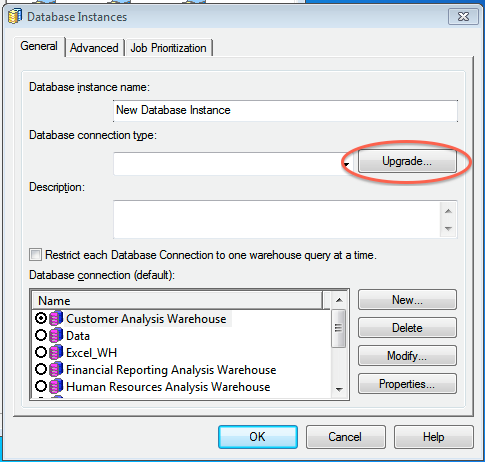 Database Instances
General Advanced Job Prioritization
Database instance name:
New Database Instance
Database connection type:
Upgrade...
Description:
Restrict each Database Connection to one warehouse query at a time.
Database connection (default):
Name
Customer Analysis Warehouse
Data
Excel_WH
Financial Reporting Analysis Warehouse
Human Resources Analysis Warehouse
New...
Delete
Modify...
Properties...
OK Cancel Help